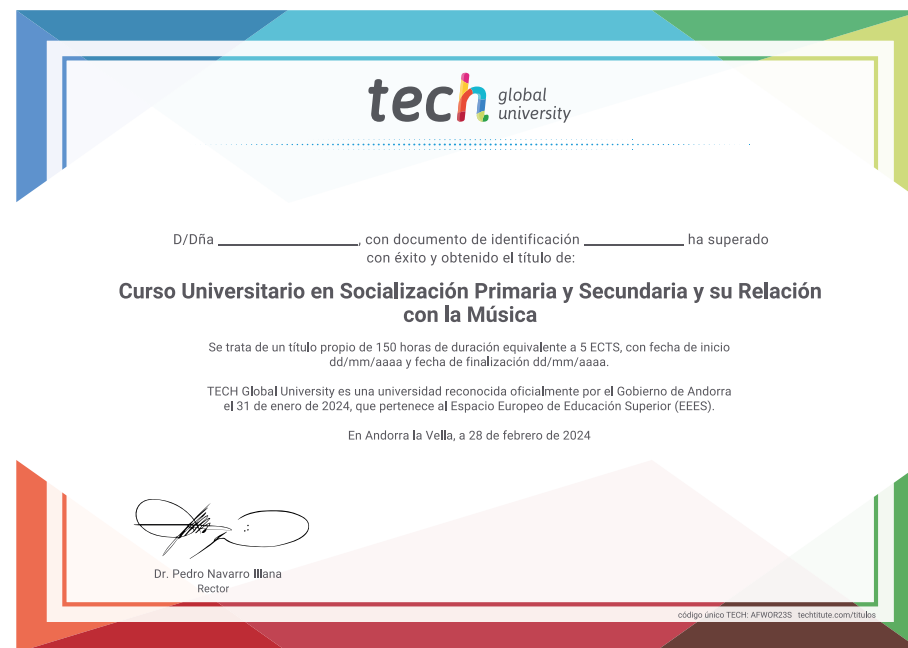 tech global
university
D/Dña ______________, con documento de identificación __________ ha superado
con éxito y obtenido el título de:
Curso Universitario en Socialización Primaria y Secundaria y su Relación
con la Música
Se trata de un título propio de 150 horas de duración equivalente a 5 ECTS, con fecha de inicio
dd/mm/aaaa y fecha de finalización dd/mm/aaaa.
TECH Global University es una universidad reconocida oficialmente por el Gobierno de Andorra
el 31 de enero de 2024, que pertenece al Espacio Europeo de Educación Superior (EEES).
En Andorra la Vella, a 28 de febrero de 2024
Dr. Pedro Navarro Illana
Rector
código único TECH: AFWOR23S techtitute.com/titulos